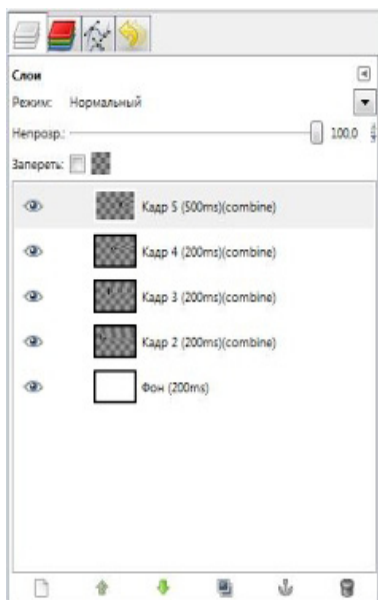 Слои
Режим: Нормальный
Непрозр.: 100,0
Запереть:
Кадр 5 (500ms)(combine)
Кадр 4 (200ms)(combine)
Кадр 3 (200ms)(combine)
Кадр 2 (200ms)(combine)
Фон (200ms)